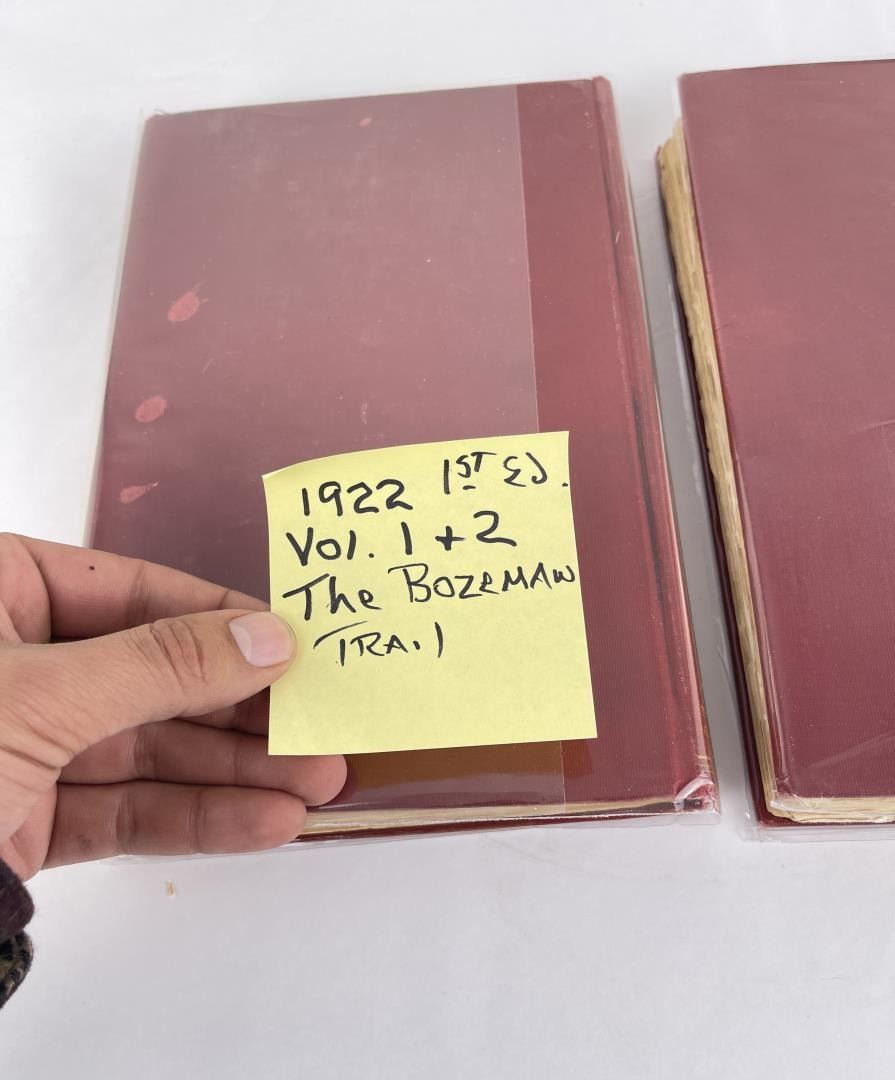 1922 1ST Ed.
Vol. 1 + 2
The BOZEMAN
TRAil